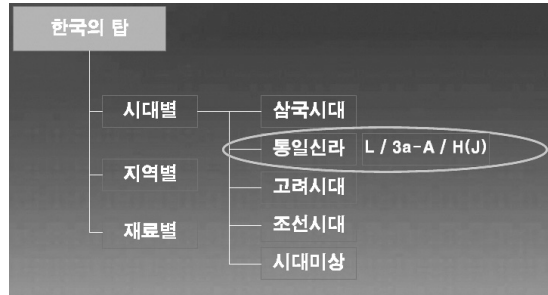 한국의 탑
시대별
삼국시대
통일신라 L / 3a-A / H(J)
지역별
고려시대
재료별
조선시대
시대미상